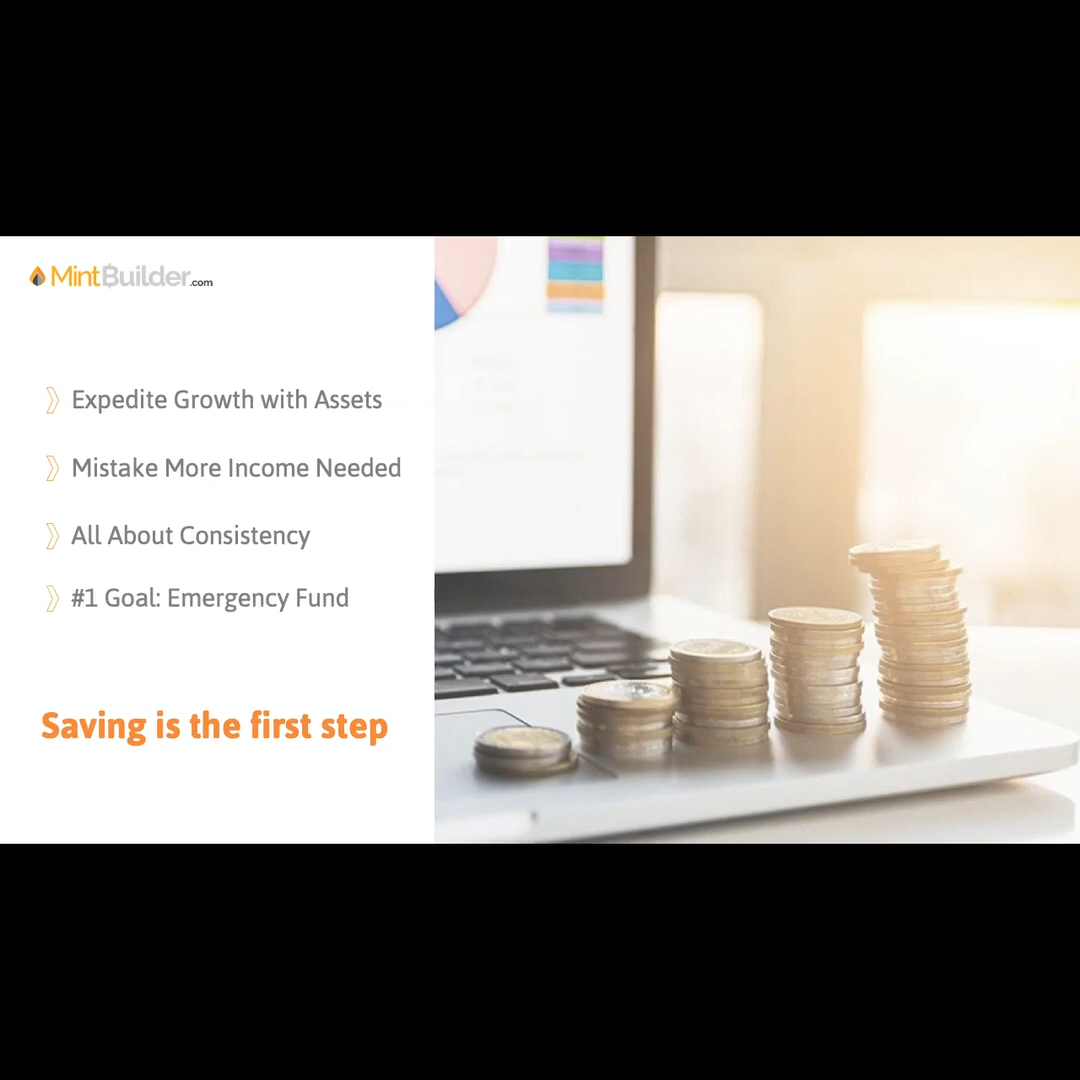 MintBuilder.com
Expedite Growth with Assets
Mistake More Income Needed
All About Consistency
#1 Goal: Emergency Fund
Saving is the first step